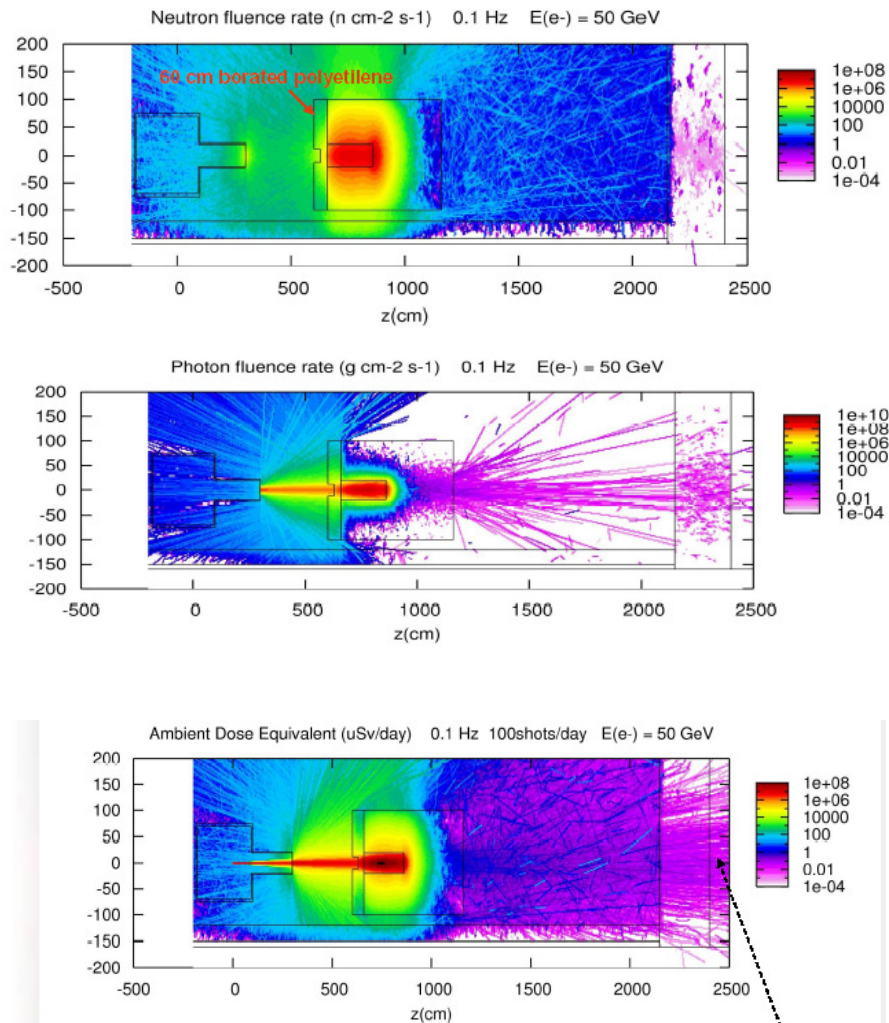 Neutron fluence rate (n cm-2 s-1) 0.1 Hz E(e-) = 50 GeV
60 cm borated polyetilene
200
150
100
50
0
-50
-100
-150
-200
1e+08
1e+06
10000
100
1
0.01
1e-04
-500 0 500 1000 1500 2000 2500
z(cm)
Photon fluence rate (g cm-2 s-1) 0.1 Hz E(e-) = 50 GeV
200
150
100
50
0
-50
-100
-150
-200
1e+10
1e+08
1e+06
10000
100
1
0.01
1e-04
-500 0 500 1000 1500 2000 2500
z(cm)
Ambient Dose Equivalent (uSv/day) 0.1 Hz 100shots/day E(e-) = 50 GeV
200
150
100
50
0
-50
-100
-150
-200
1e+08
1e+06
10000
100
1
0.01
1e-04
-500 0 500 1000 1500 2000 2500
z(cm)